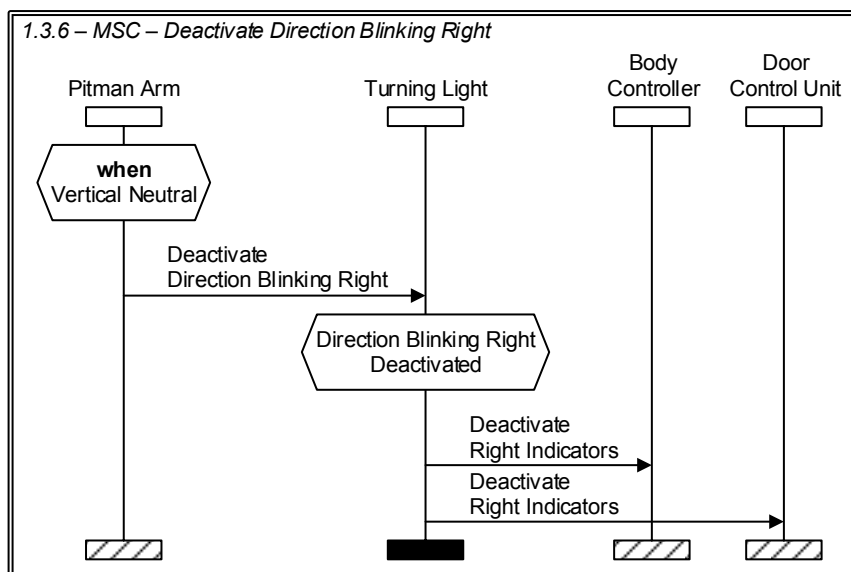 1.3.6 – MSC – Deactivate Direction Blinking Right
Pitman Arm
Turning Light
Body
Controller
Door
Control Unit
when
Vertical Neutral
Deactivate
Direction Blinking Right
Direction Blinking Right
Deactivated
Deactivate
Right Indicators
Deactivate
Right Indicators